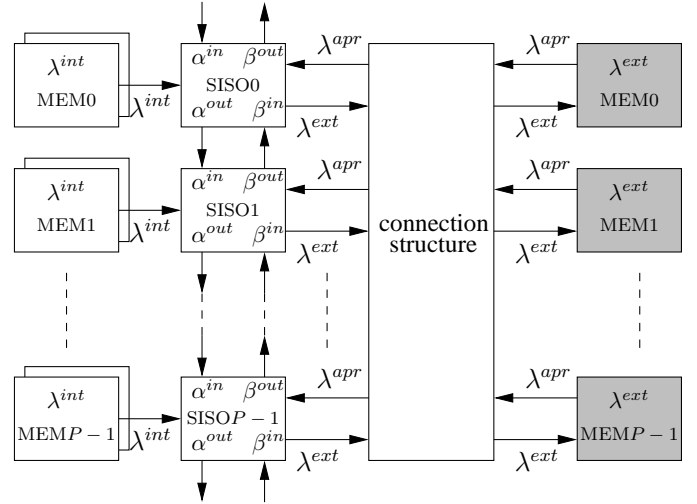 α^in β^out
λ^apr λ^apr
λ^int λ^ext
MEM0 λ^int SISO0 MEM0
α^out β^in
λ^ext λ^ext
α^in β^out
λ^apr λ^apr
λ^int λ^ext
MEM1 λ^int SISO1 MEM1
α^out β^in
connection
structure
λ^ext λ^ext
α^in β^out
λ^apr λ^apr
λ^int λ^ext
MEMP − 1 λ^int SISOP − 1 MEMP − 1
α^out β^in
λ^ext λ^ext